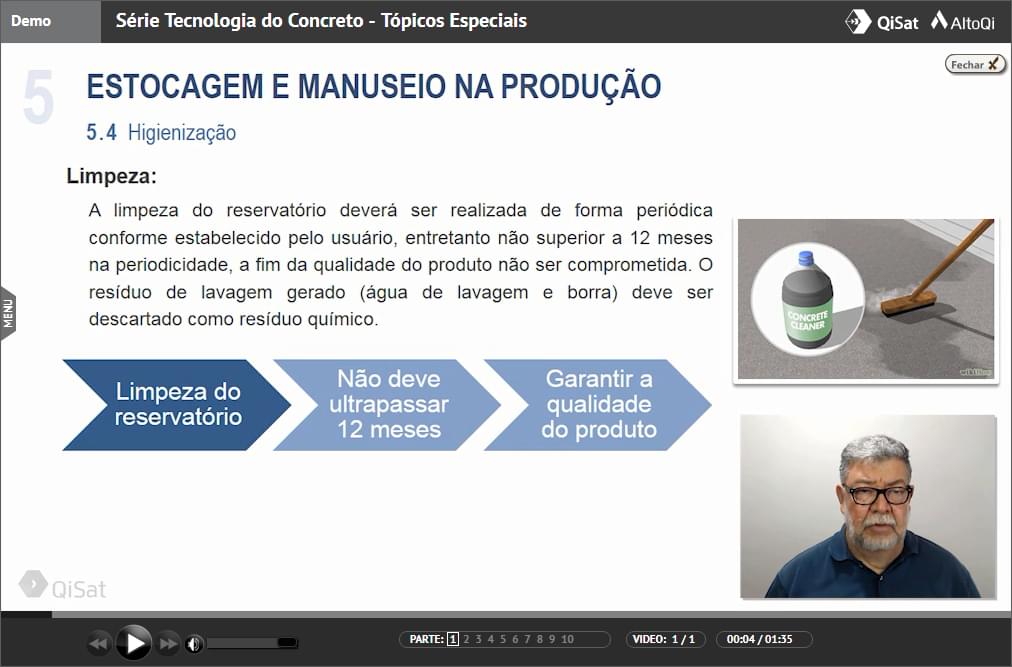 Demo
Série Tecnologia do Concreto - Tópicos Especiais
QiSat
AltoQi
Fechar
5
ESTOCAGEM E MANUSEIO NA PRODUÇÃO
5.4 Higienização
Limpeza:
A limpeza do reservatório deverá ser realizada de forma periódica
conforme estabelecido pelo usuário, entretanto não superior a 12 meses
na periodicidade, a fim da qualidade do produto não ser comprometida. O
resíduo de lavagem gerado (água de lavagem e borra) deve ser
descartado como resíduo químico.
CONCRETE
CLEANER
MENU
Limpeza do
reservatório
Não deve
ultrapassar
12 meses
Garantir a
qualidade
do produto
QiSat
PARTE: 1 2 3 4 5 6 7 8 9 10
VIDEO: 1 / 1
00:04 / 01:35